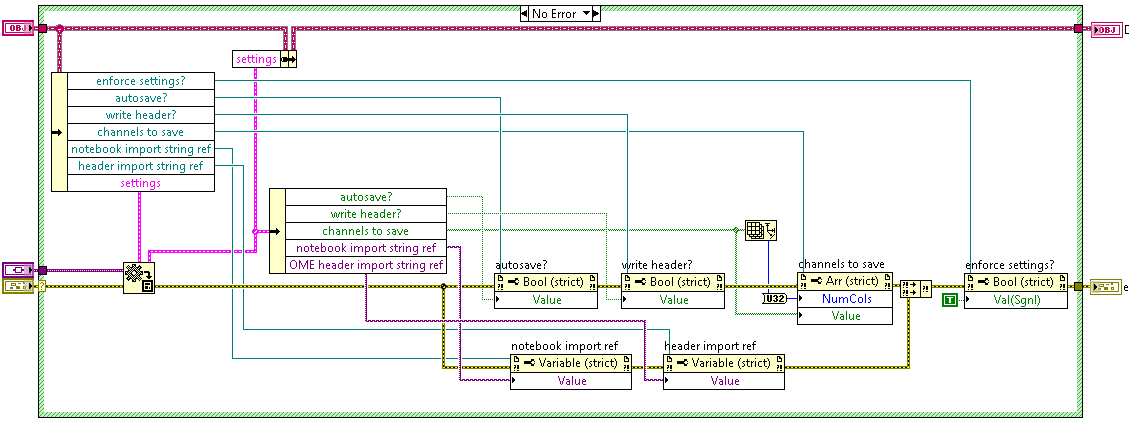 No Error
OBJ
OBJ
settings
enforce settings?
autosave?
write header?
channels to save
notebook import string ref
header import string ref
settings
autosave?
write header?
channels to save
notebook import string ref
OME header import string ref
autosave?
Bool (strict)
Value
write header?
Bool (strict)
Value
channels to save
Arr (strict)
NumCols
Value
U32
enforce settings?
Bool (strict)
Val(Sgnl)
T
e
?
notebook import ref
Variable (strict)
Value
header import ref
Variable (strict)
Value